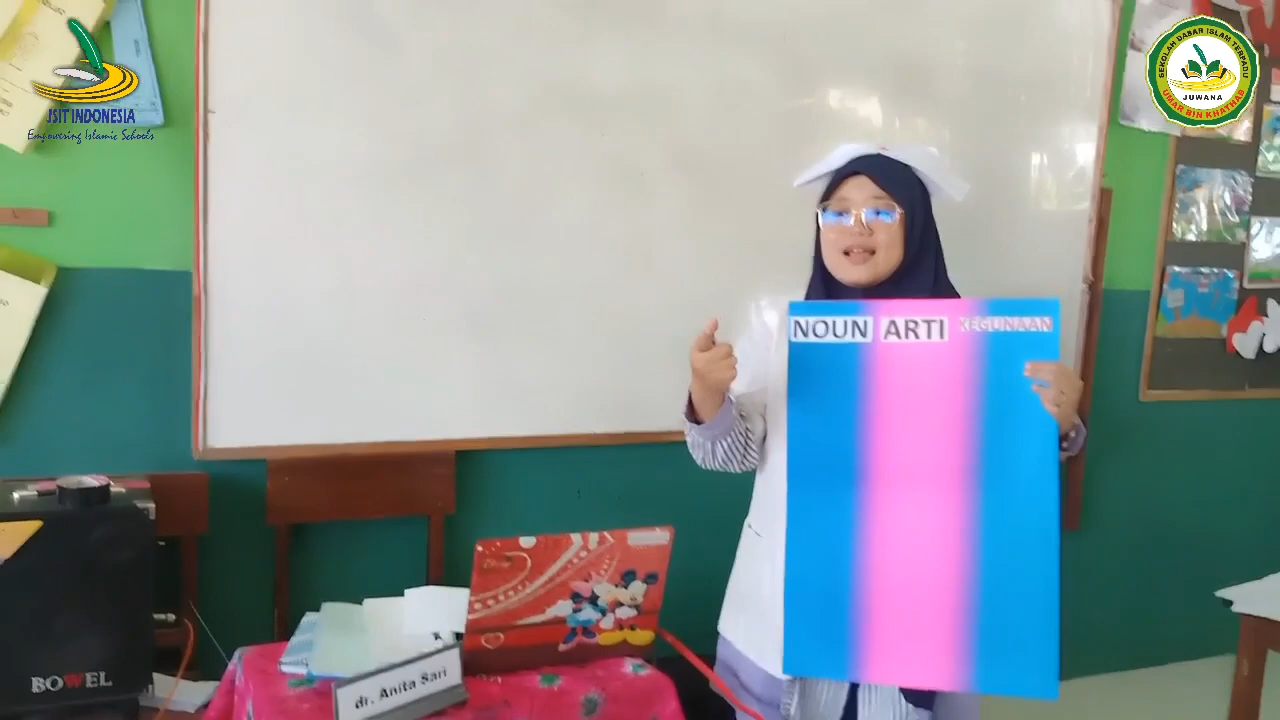 JSIT INDONESIA
Empowering Islamic Schools
SEKOLAH DASAR ISLAM TERPADU
JUWANA
UMAR BIN KHATHAB
NOUN ARTI KEGUNAAN
dr. Anita Sari
BOWEL